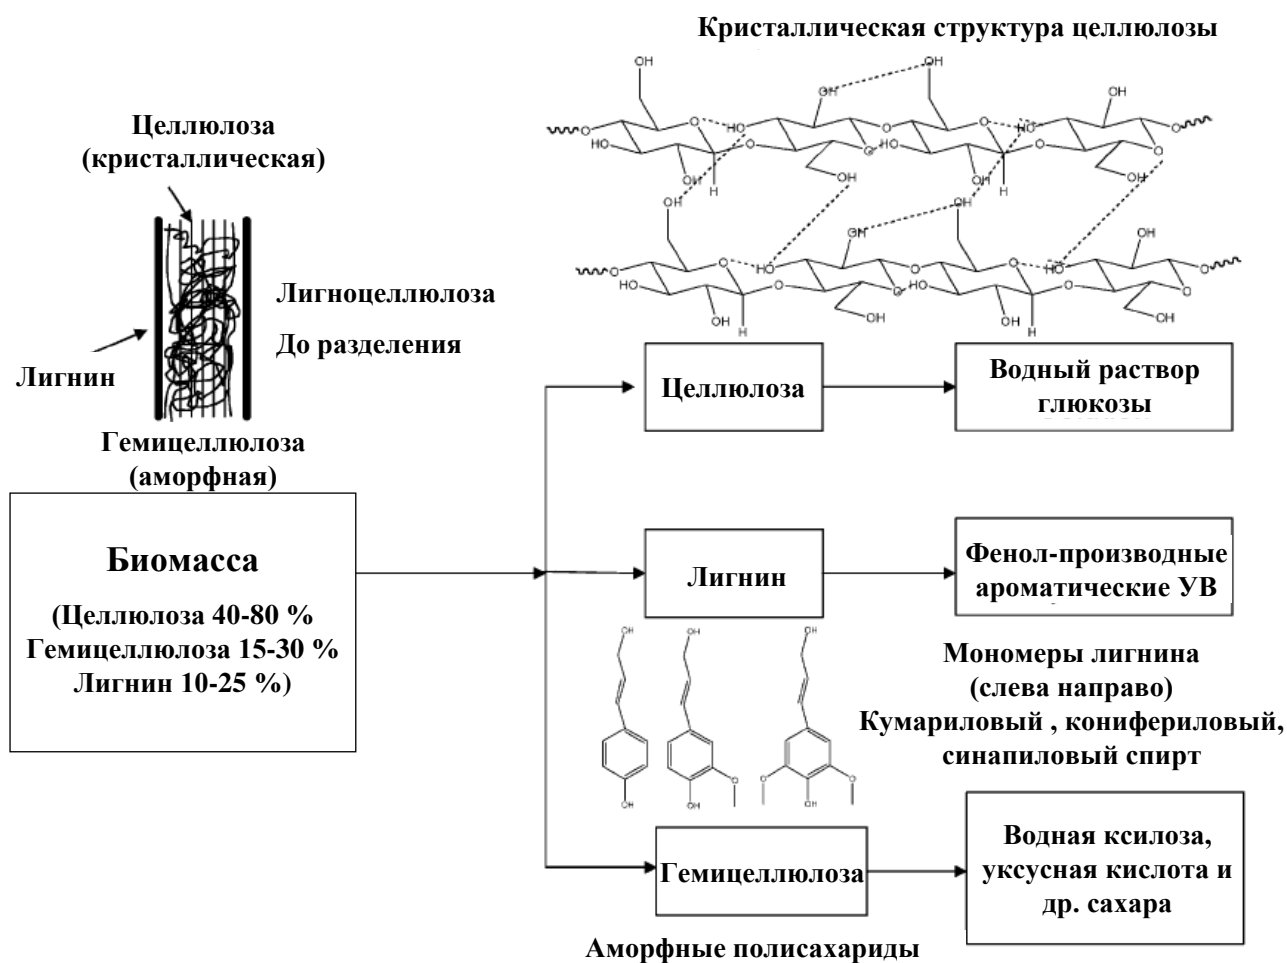 Кристаллическая структура целлюлозы
Целлюлоза
(кристаллическая)
Лигноцеллюлоза
До разделения
Лигнин
Гемицеллюлоза
(аморфная)
Биомасса
(Целлюлоза 40-80 %
Гемицеллюлоза 15-30 %
Лигнин 10-25 %)
Целлюлоза
Водный раствор
глюкозы
Лигнин
Фенол-производные
ароматические УВ
Мономеры лигнина
(слева направо)
Кумариловый , конифериловый,
синапиловый спирт
Гемицеллюлоза
Водная ксилоза,
уксусная кислота и
др. сахара
Аморфные полисахариды